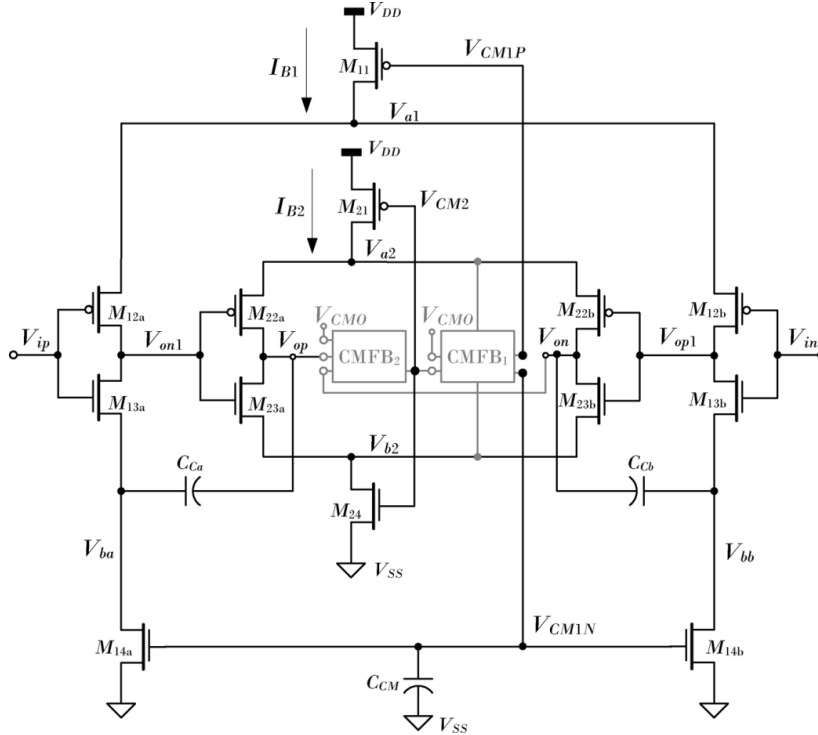 V_DD
I_B1
M_11
V_CM1P
V_a1
V_DD
I_B2
M_21
V_CM2
V_a2
M_12a
M_22a
V_CMO
V_CMO
M_22b
M_12b
V_ip
V_on1
V_op
CMFB_2
CMFB_1
V_on
V_op1
V_in
M_13a
M_23a
M_23b
M_13b
V_b2
C_Ca
C_Cb
M_24
V_ba
V_SS
V_bb
V_CM1N
M_14a
M_14b
C_CM
V_SS